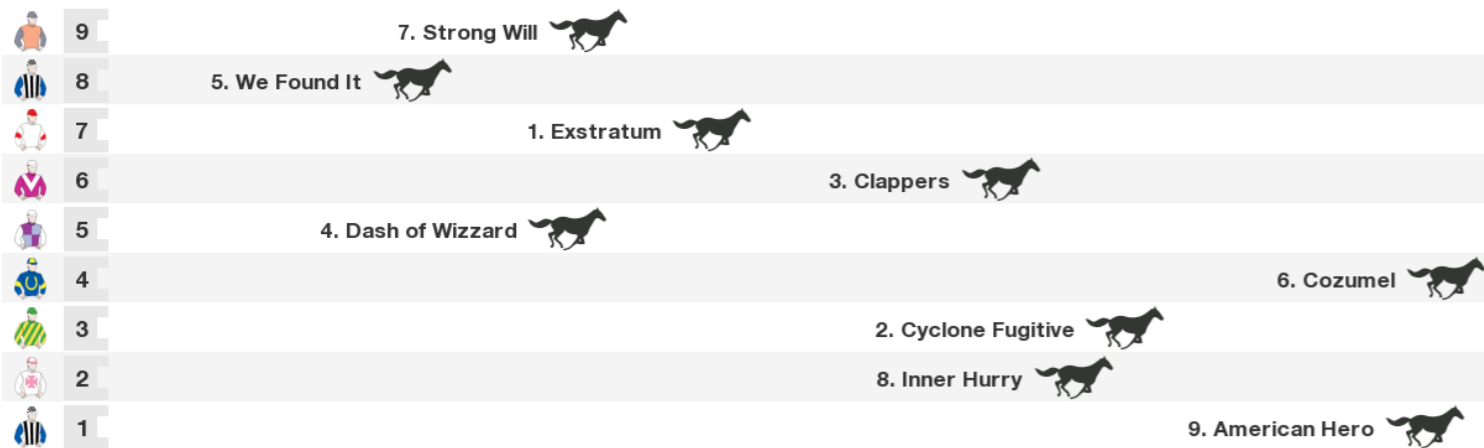 9 7. Strong Will
8 5. We Found It
7 1. Exstratum
6 3. Clappers
5 4. Dash of Wizzard
4 6. Cozumel
3 2. Cyclone Fugitive
2 8. Inner Hurry
1 9. American Hero